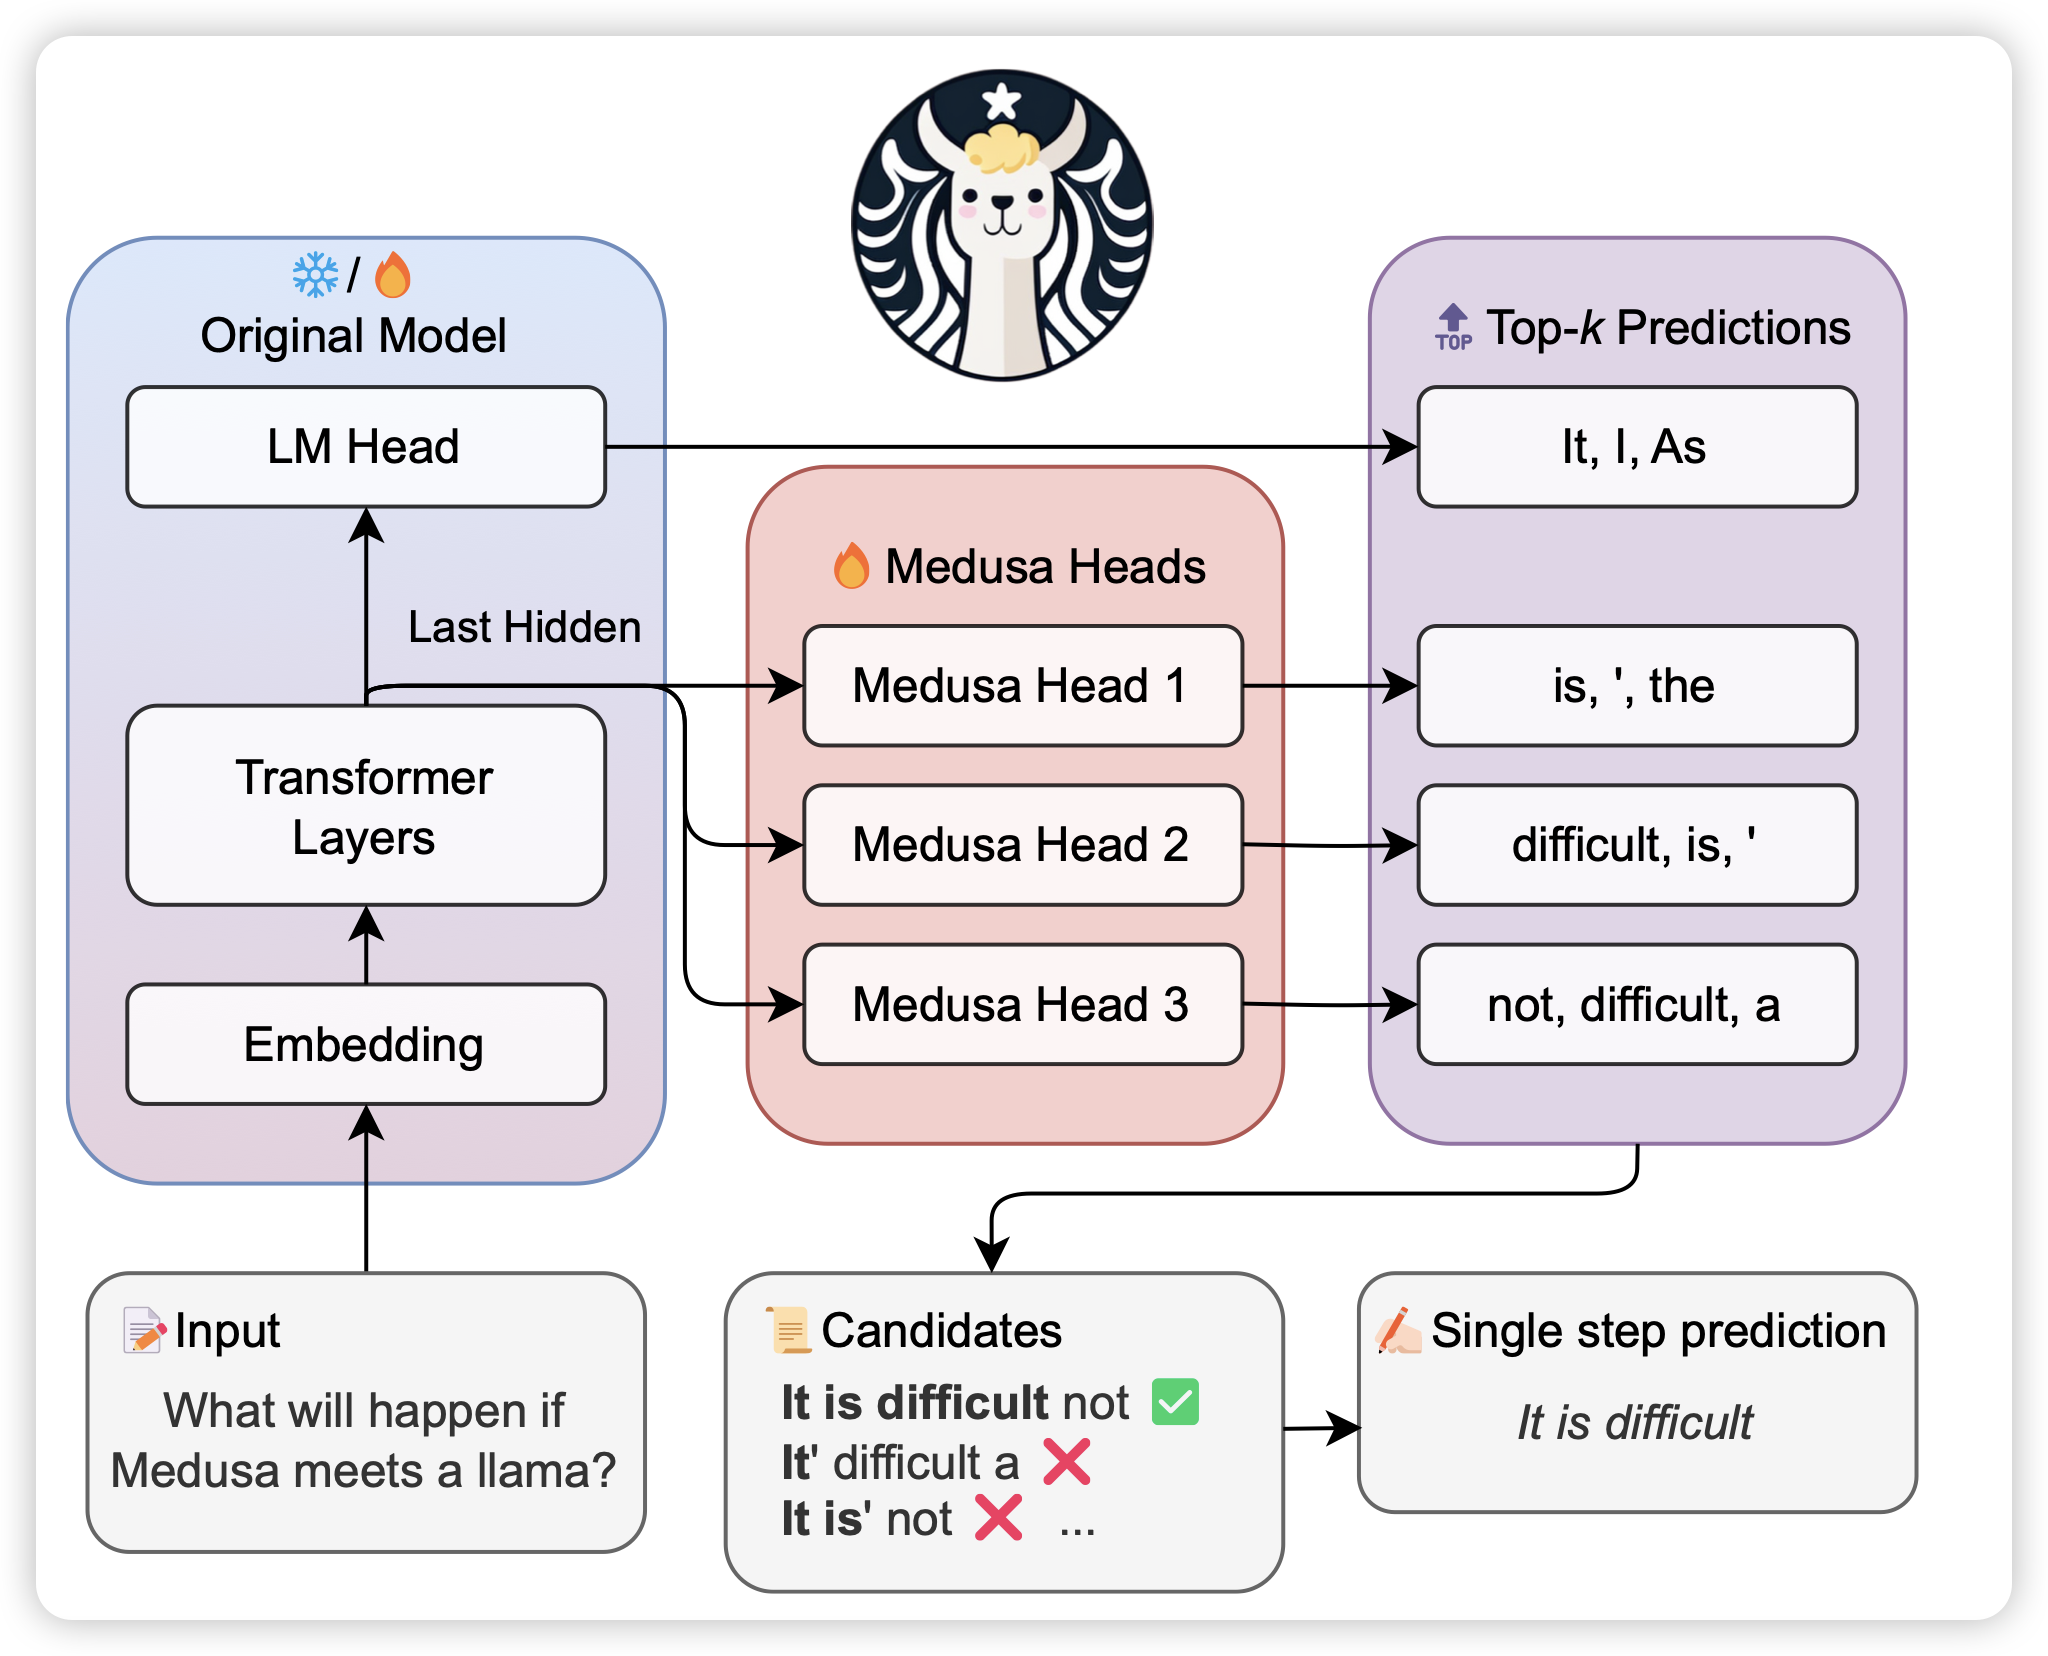 /
Original Model
LM Head
Last Hidden
Transformer
Layers
Embedding
Medusa Heads
Medusa Head 1
Medusa Head 2
Medusa Head 3
TOP
Top-k Predictions
It, I, As
is, ', the
difficult, is, '
not, difficult, a
Input
What will happen if
Medusa meets a llama?
Candidates
It is difficult not
It' difficult a
It is' not ...
Single step prediction
It is difficult